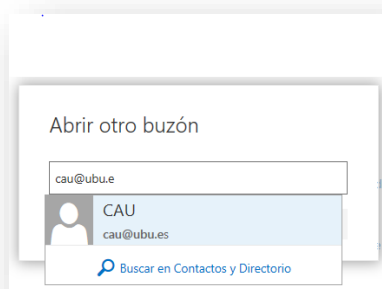 Abrir otro buzón
cau@ubu.e
CAU
cau@ubu.es
Buscar en Contactos y Directorio